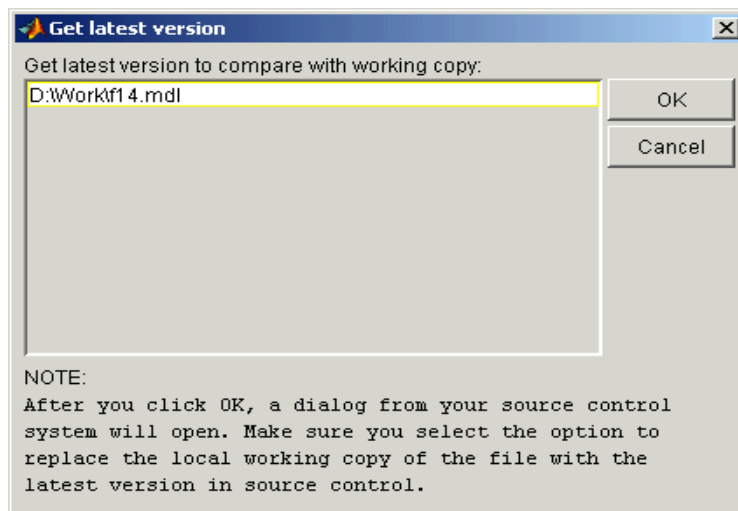 Get latest version
Get latest version to compare with working copy:
D:\Work\f14.mdl
OK
Cancel
NOTE:
After you click OK, a dialog from your source control
system will open. Make sure you select the option to
replace the local working copy of the file with the
latest version in source control.